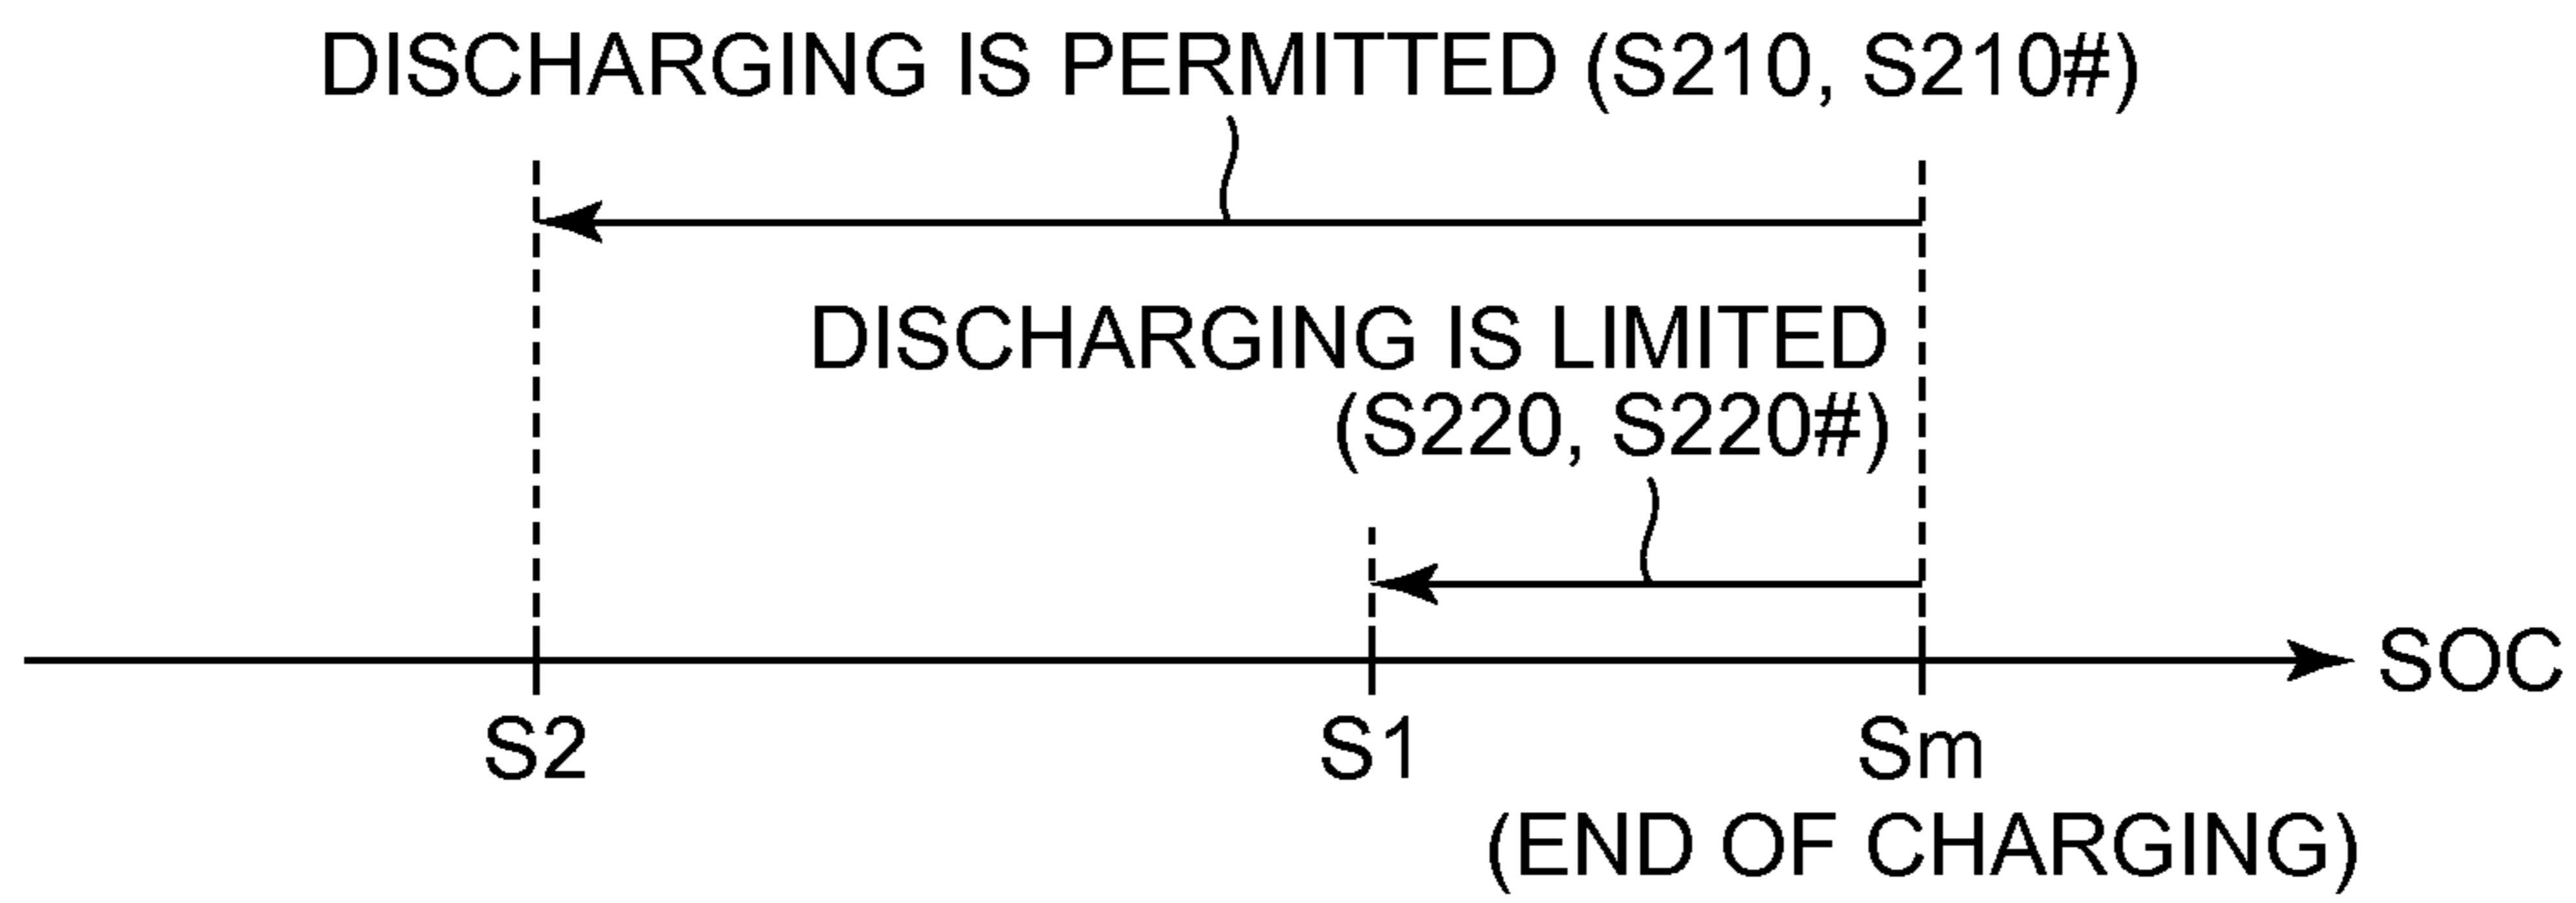 DISCHARGING IS PERMITTED (S210, S210#)
DISCHARGING IS LIMITED
(S220, S220#)
SOC
S2 S1 Sm
(END OF CHARGING)